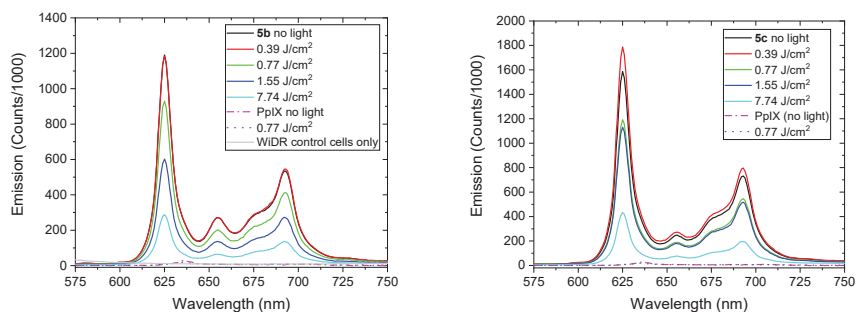 1400
1200
1000
800
600
400
200
0
Emission (Counts/1000)
5b no light
0.39 J/cm²
0.77 J/cm²
1.55 J/cm²
7.74 J/cm²
PpIX no light
0.77 J/cm²
WiDR control cells only
575 600 625 650 675 700 725 750
Wavelength (nm)
2000
1800
1600
1400
1200
1000
800
600
400
200
0
Emission (Counts/1000)
5c no light
0.39 J/cm²
0.77 J/cm²
1.55 J/cm²
7.74 J/cm²
PpIX (no light)
0.77 J/cm²
575 600 625 650 675 700 725 750
Wavelength (nm)